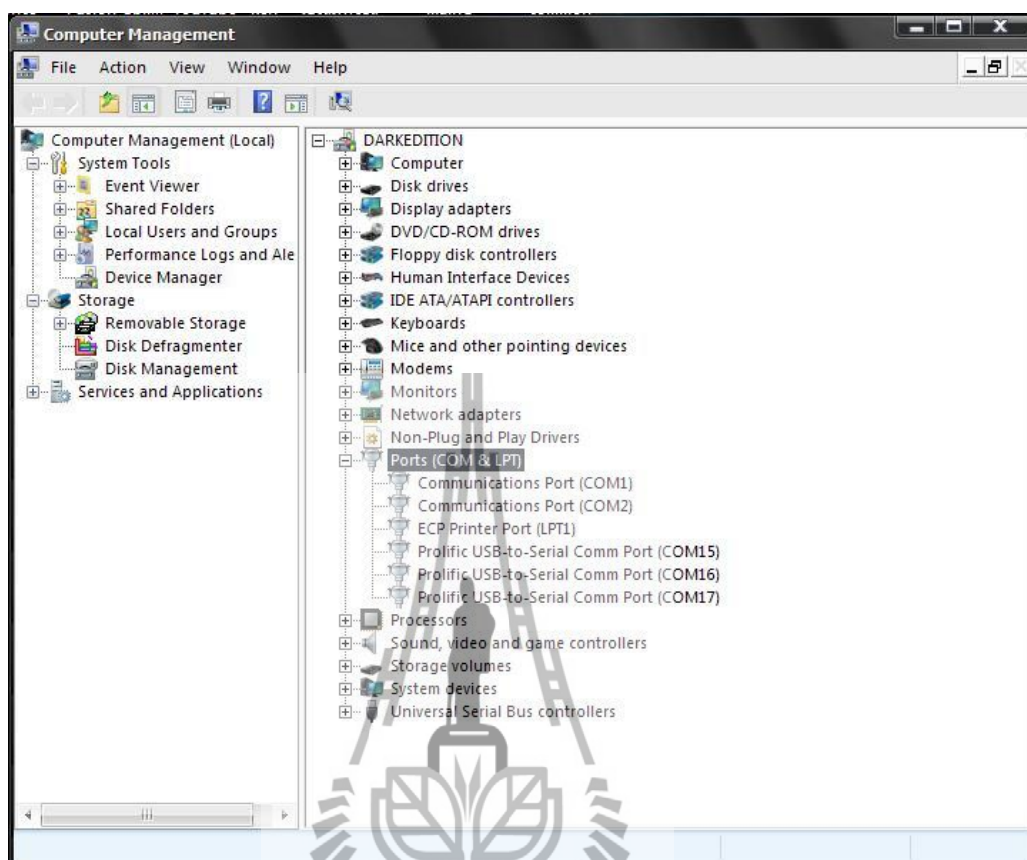 Computer Management
File Action View Window Help
Computer Management (Local)
System Tools
Event Viewer
Shared Folders
Local Users and Groups
Performance Logs and Ale
Device Manager
Storage
Removable Storage
Disk Defragmenter
Disk Management
Services and Applications
DARKEDITION
Computer
Disk drives
Display adapters
DVD/CD-ROM drives
Floppy disk controllers
Human Interface Devices
IDE ATA/ATAPI controllers
Keyboards
Mice and other pointing devices
Modems
Monitors
Network adapters
Non-Plug and Play Drivers
Ports (COM & LPT)
Communications Port (COM1)
Communications Port (COM2)
ECP Printer Port (LPT1)
Prolific USB-to-Serial Comm Port (COM15)
Prolific USB-to-Serial Comm Port (COM16)
Prolific USB-to-Serial Comm Port (COM17)
Processors
Sound, video and game controllers
Storage volumes
System devices
Universal Serial Bus controllers